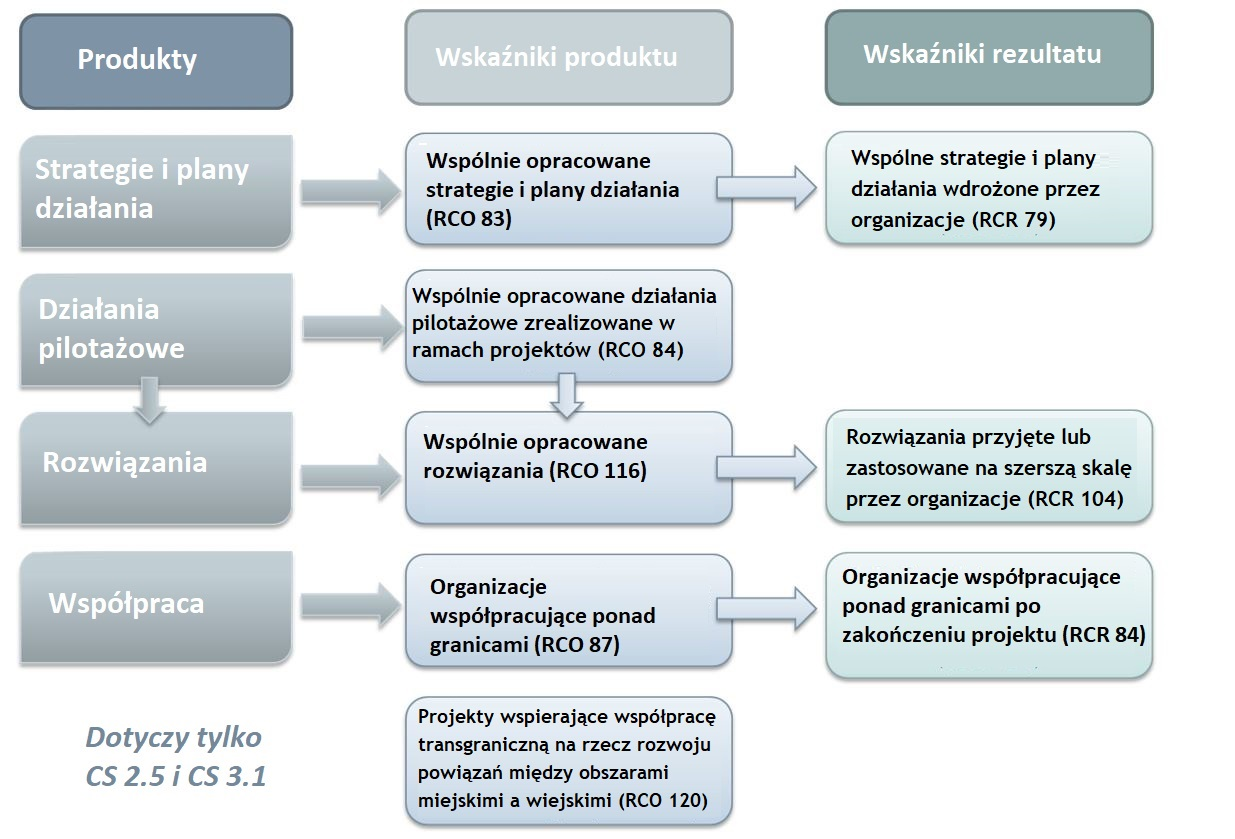 Produkty
Wskaźniki produktu
Wskaźniki rezultatu
Strategie i plany
działania
Wspólnie opracowane
strategie i plany działania
(RCO 83)
Wspólne strategie i plany
działania wdrożone przez
organizacje (RCR 79)
Działania
pilotażowe
Wspólnie opracowane działania
pilotażowe zrealizowane w
ramach projektów (RCO 84)
Rozwiązania
Wspólnie opracowane
rozwiązania (RCO 116)
Rozwiązania przyjęte lub
zastosowane na szerszą skalę
przez organizacje (RCR 104)
Współpraca
Organizacje
współpracujące ponad
granicami (RCO 87)
Organizacje współpracujące
ponad granicami po
zakończeniu projektu (RCR 84)
Dotyczy tylko
CS 2.5 i CS 3.1
Projekty wspierające współpracę
transgraniczną na rzecz rozwoju
powiązań między obszarami
miejskimi a wiejskimi (RCO 120)